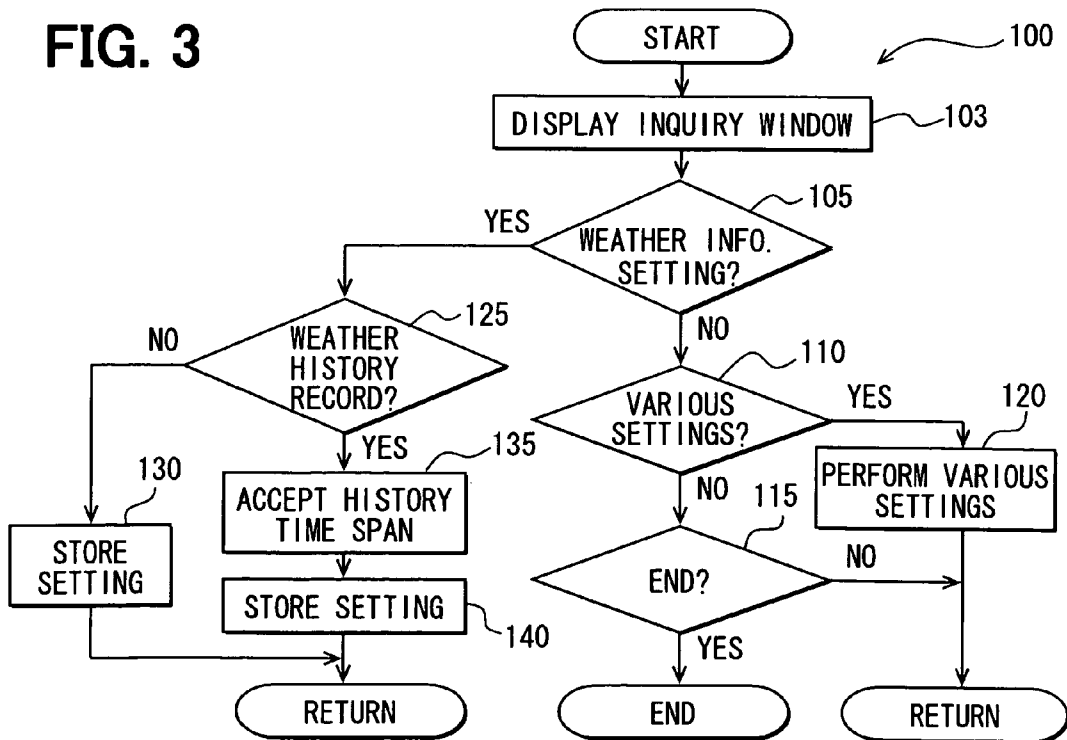 FIG. 3
START
100
DISPLAY INQUIRY WINDOW
103
105
YES
WEATHER INFO.
SETTING?
NO
125
NO
WEATHER
HISTORY
RECORD?
YES
110
VARIOUS
SETTINGS?
YES
120
NO
PERFORM VARIOUS
SETTINGS
135
ACCEPT HISTORY
TIME SPAN
130
STORE
SETTING
115
END?
NO
YES
STORE SETTING
140
RETURN
END
RETURN